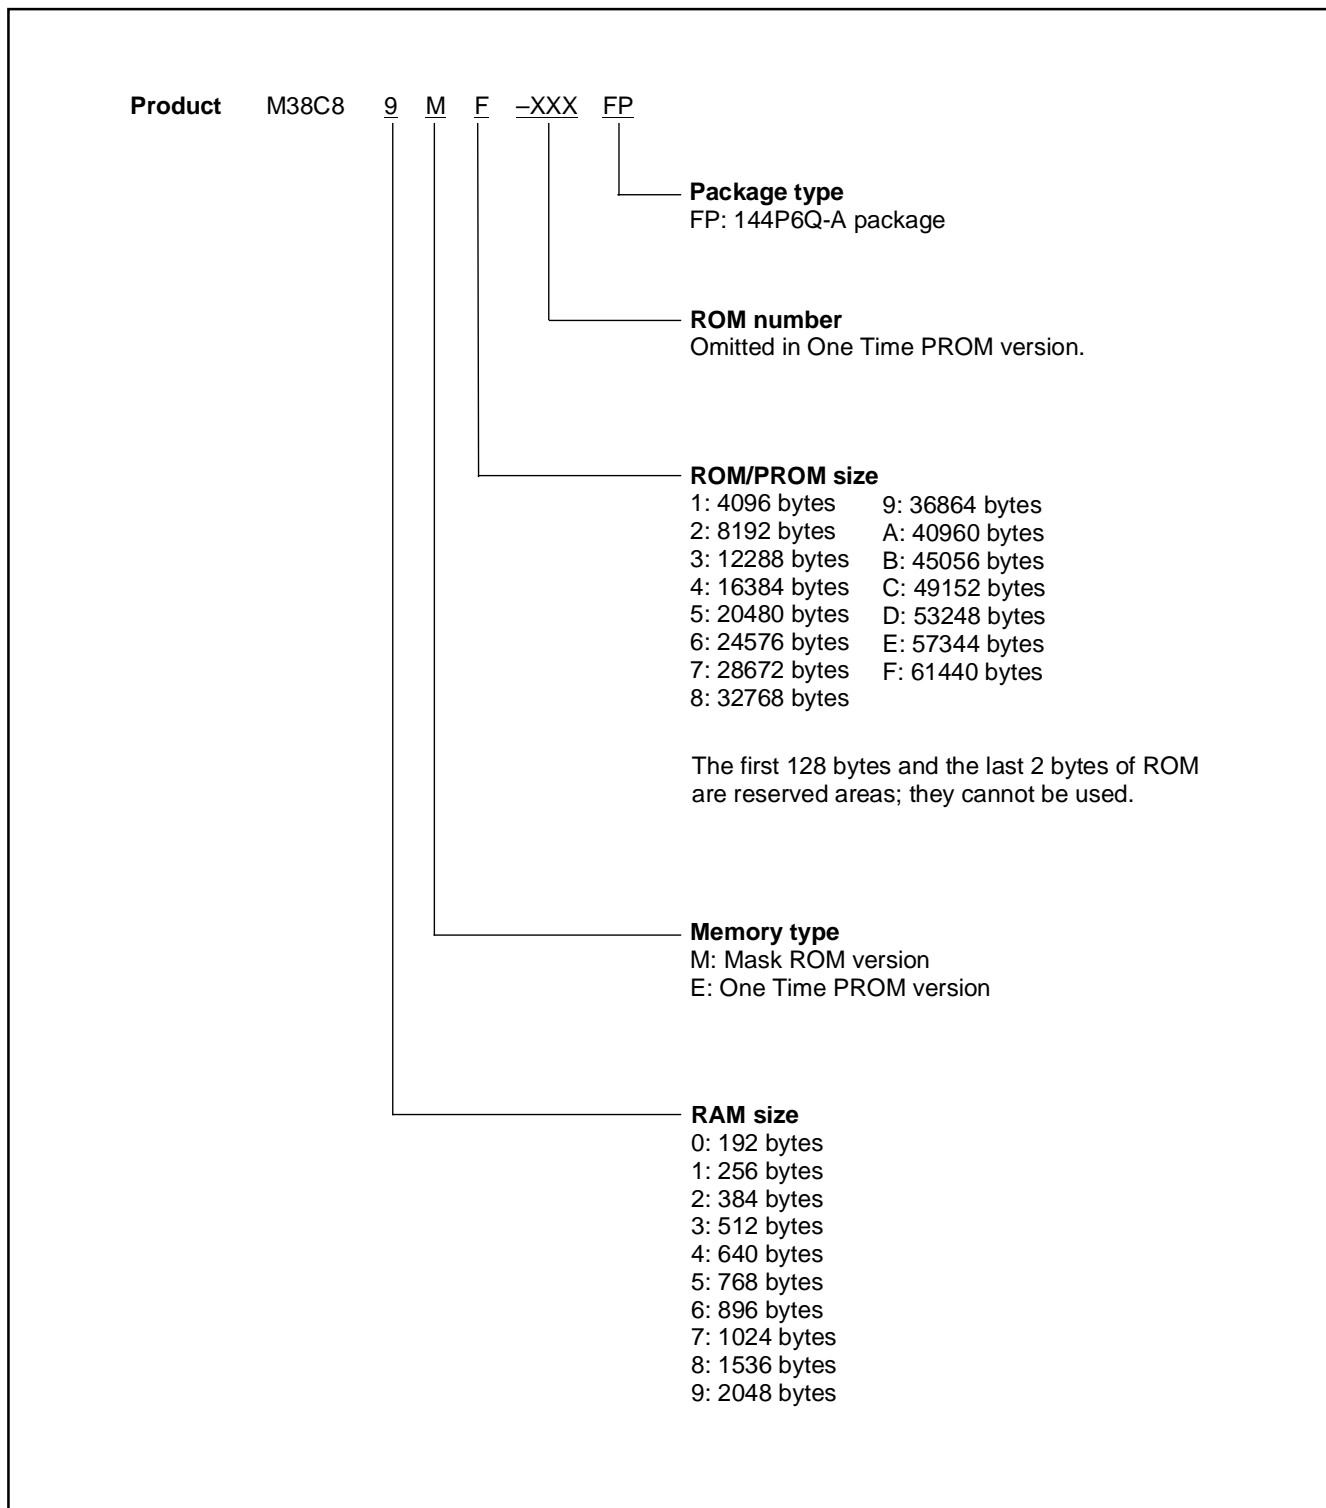 Product M38C8 9 M F –XXX FP
Package type
FP: 144P6Q-A package
ROM number
Omitted in One Time PROM version.
ROM/PROM size
1: 4096 bytes
2: 8192 bytes
3: 12288 bytes
4: 16384 bytes
5: 20480 bytes
6: 24576 bytes
7: 28672 bytes
8: 32768 bytes
9: 36864 bytes
A: 40960 bytes
B: 45056 bytes
C: 49152 bytes
D: 53248 bytes
E: 57344 bytes
F: 61440 bytes
The first 128 bytes and the last 2 bytes of ROM
are reserved areas; they cannot be used.
Memory type
M: Mask ROM version
E: One Time PROM version
RAM size
0: 192 bytes
1: 256 bytes
2: 384 bytes
3: 512 bytes
4: 640 bytes
5: 768 bytes
6: 896 bytes
7: 1024 bytes
8: 1536 bytes
9: 2048 bytes